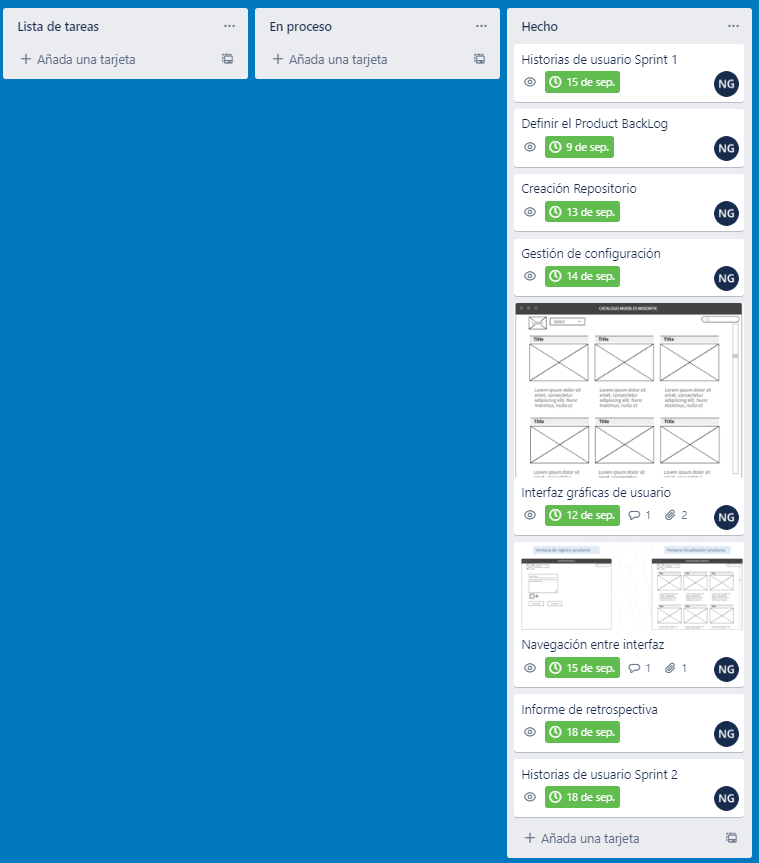 Lista de tareas
Añada una tarjeta
En proceso
Añada una tarjeta
Hecho
Historias de usuario Sprint 1
15 de sep.
NG
Definir el Product BackLog
9 de sep.
NG
Creación Repositorio
13 de sep.
NG
Gestión de configuración
14 de sep.
NG
CATALOGO MUEBLES MISIONTIC
LOGO
Select
Title Title Title
Lorem ipsum dolor sit Lorem ipsum dolor sit Lorem ipsum dolor sit
amet, consectetur amet, consectetur amet, consectetur
adipiscing elit. Nunc adipiscing elit. Nunc adipiscing elit. Nunc
maximus, nulla ut maximus, nulla ut maximus, nulla ut
Title Title Title
Lorem ipsum dolor sit Lorem ipsum dolor sit Lorem ipsum dolor sit
Interfaz gráficas de usuario
12 de sep. 1 2
NG
Ventana de registro producto Ventana Visualización producto
Navegación entre interfaz
15 de sep. 1 1
NG
Informe de retrospectiva
18 de sep.
NG
Historias de usuario Sprint 2
18 de sep.
NG
Añada una tarjeta